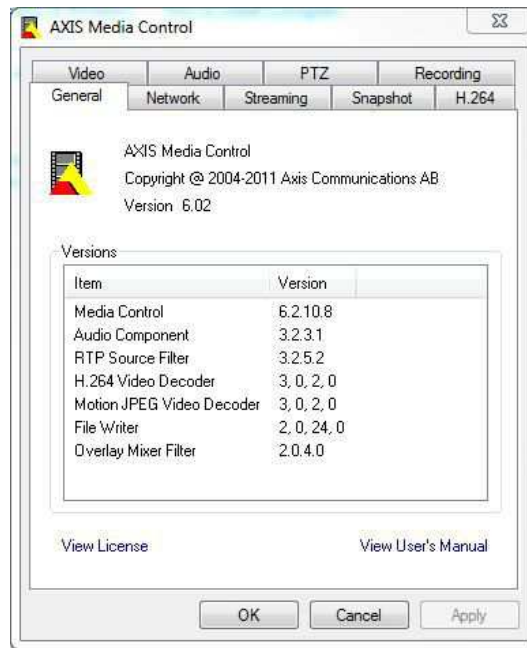 AXIS Media Control
Video Audio PTZ Recording
General Network Streaming Snapshot H.264
AXIS Media Control
Copyright @ 2004-2011 Axis Communications AB
Version 6.02
Versions
Item Version
Media Control 6.2.10.8
Audio Component 3.2.3.1
RTP Source Filter 3.2.5.2
H.264 Video Decoder 3, 0, 2, 0
Motion JPEG Video Decoder 3, 0, 2, 0
File Writer 2, 0, 24, 0
Overlay Mixer Filter 2.0.4.0
View License View User's Manual
OK Cancel Apply